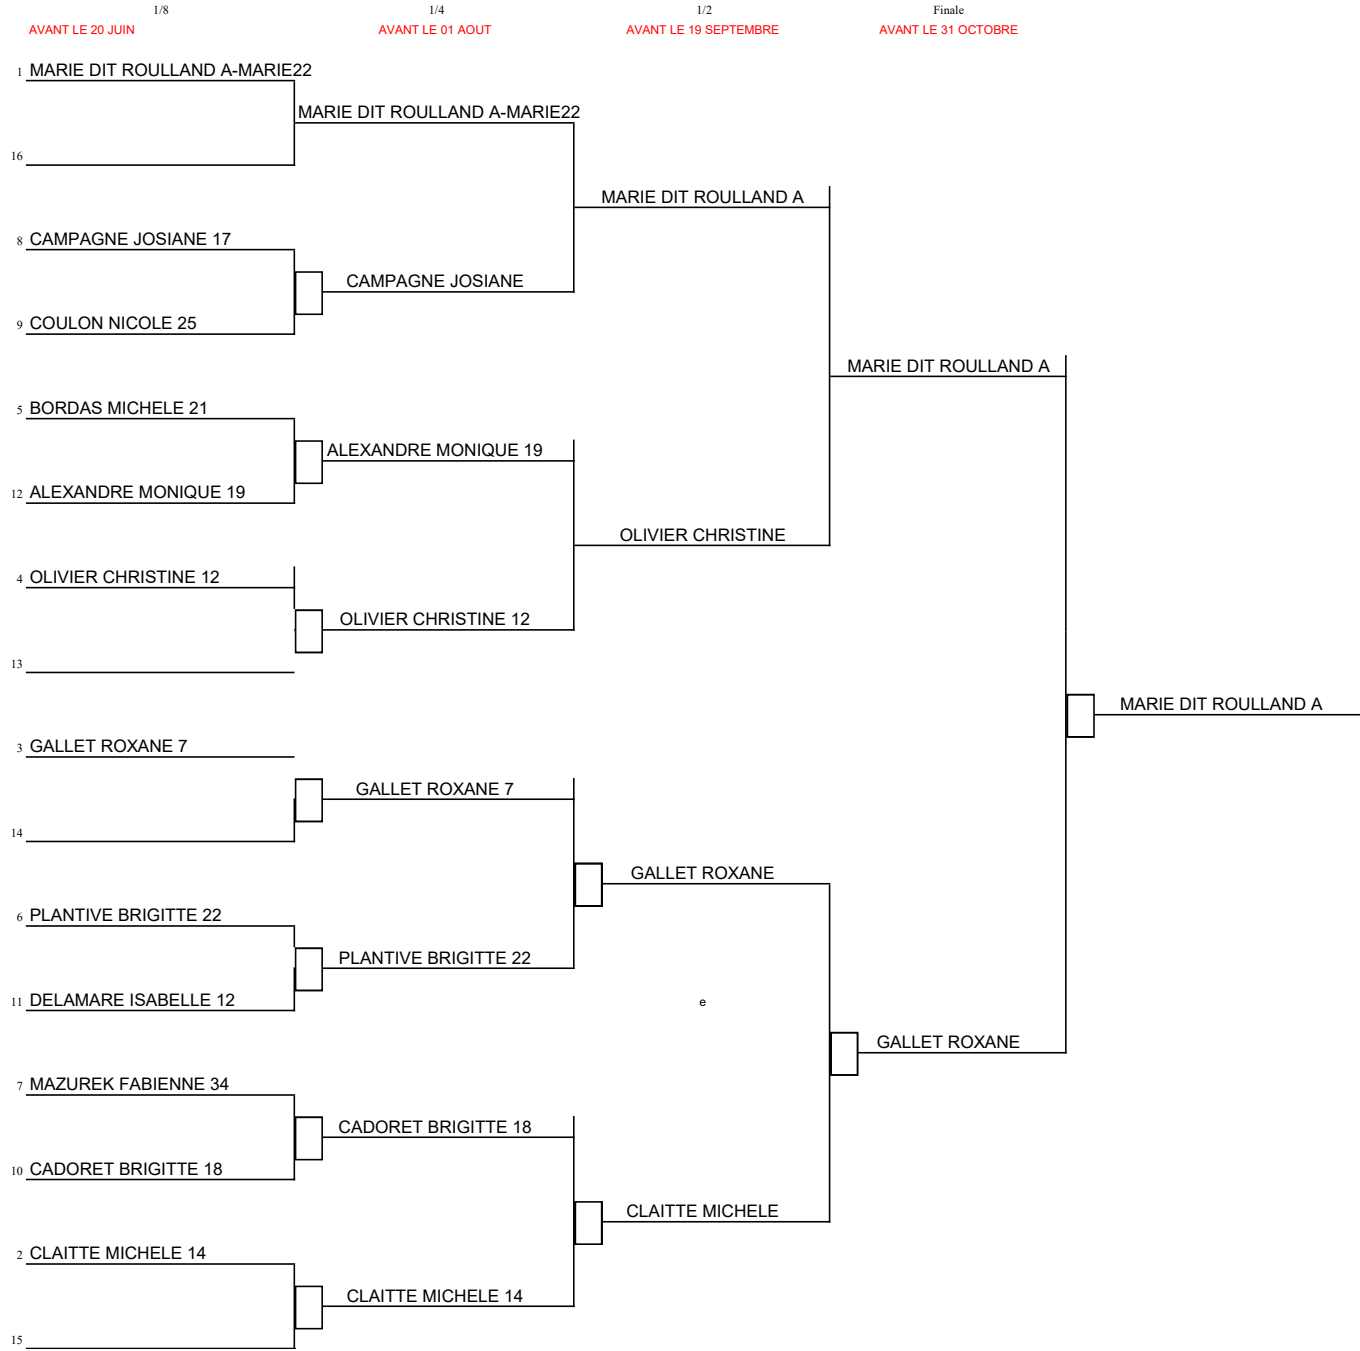 1/8 1/4 1/2 Finale
AVANT LE 20 JUIN AVANT LE 01 AOUT AVANT LE 19 SEPTEMBRE AVANT LE 31 OCTOBRE
1 MARIE DIT ROULLAND A-MARIE22
MARIE DIT ROULLAND A-MARIE22
16
MARIE DIT ROULLAND A
8 CAMPAGNE JOSIANE 17
CAMPAGNE JOSIANE
9 COULON NICOLE 25
MARIE DIT ROULLAND A
5 BORDAS MICHELE 21
ALEXANDRE MONIQUE 19
12 ALEXANDRE MONIQUE 19
OLIVIER CHRISTINE
4 OLIVIER CHRISTINE 12
OLIVIER CHRISTINE 12
13
MARIE DIT ROULLAND A
3 GALLET ROXANE 7
GALLET ROXANE 7
14
GALLET ROXANE
6 PLANTIVE BRIGITTE 22
PLANTIVE BRIGITTE 22
11 DELAMARE ISABELLE 12
e
GALLET ROXANE
7 MAZUREK FABIENNE 34
CADORET BRIGITTE 18
10 CADORET BRIGITTE 18
CLAITTE MICHELE
2 CLAITTE MICHELE 14
CLAITTE MICHELE 14
15